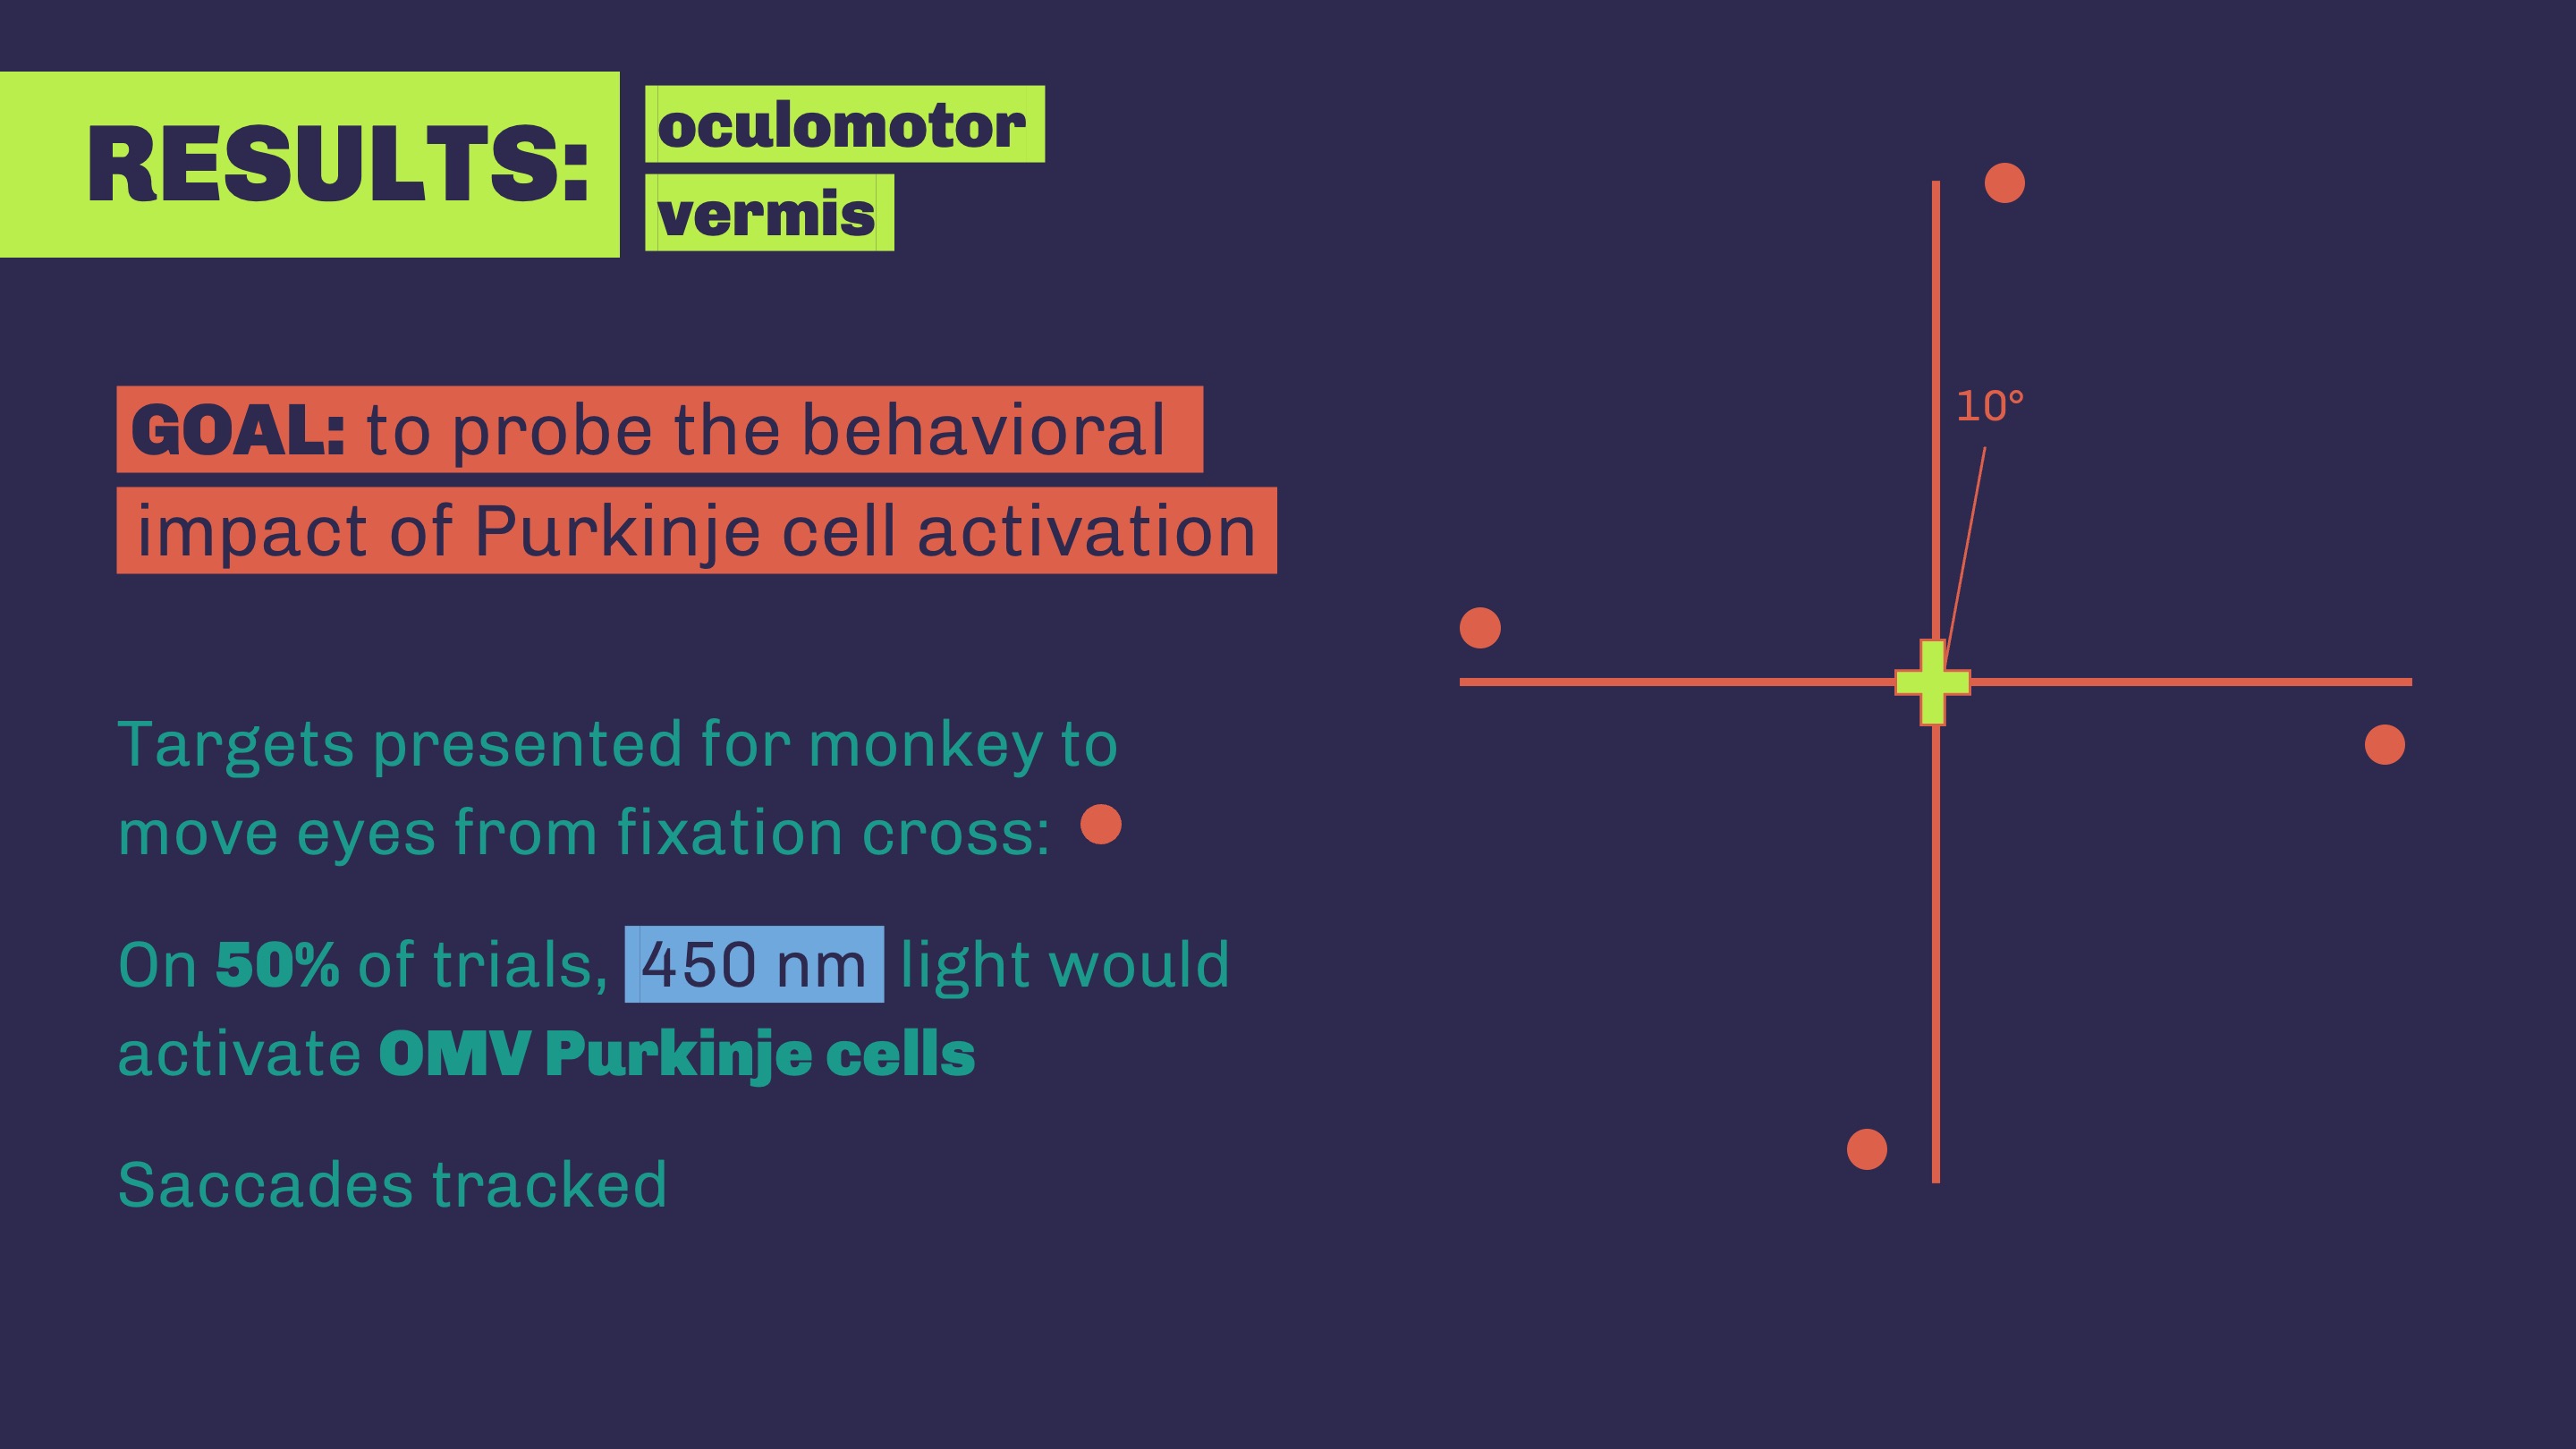 RESULTS:
oculomotor
vermis
GOAL: to probe the behavioral
impact of Purkinje cell activation
Targets presented for monkey to
move eyes from fixation cross:
On 50% of trials, 450 nm light would
activate OMV Purkinje cells
Saccades tracked
10°